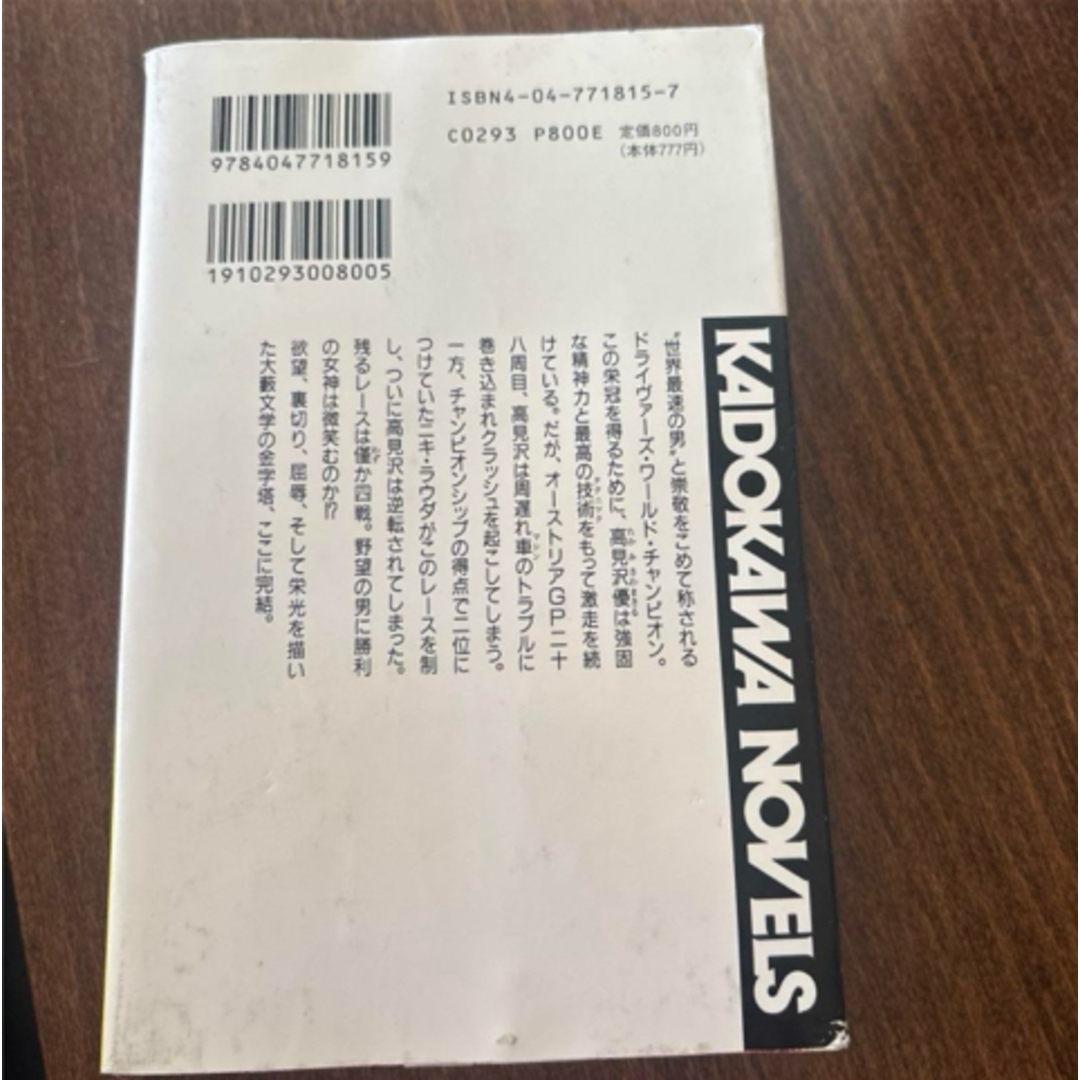 9784047718159
1910293008005
ISBN4-04-771815-7
C0293 P800E 定価800円
(本体777円)
"世界最速の男"と崇敬をこめて称される
ドライヴァーズ・ワールド・チャンピオン。
この栄冠を得るために、高見沢優は強固
な精神力と最高の技術をもって激走を続
けている。だが、オーストリアGP二十
八周目、高見沢は周遅れ車のトラブルに
巻き込まれクラッシュを起こしてしまう。
一方、チャンピオンシップの得点で二位に
つけていたニキ・ラウダがこのレースを制
し、ついに高見沢は逆転されてしまった。
残るレースは僅か四戦。野望の男に勝利
の女神は微笑むのか!?
欲望、裏切り、屈辱、そして栄光を描い
た大藪文学の金字塔、ここに完結。
KADOKAWA NOVELS